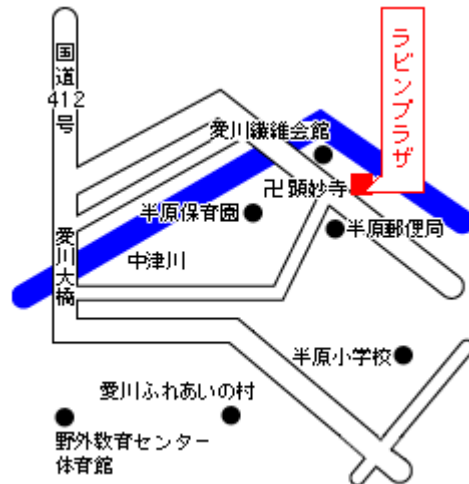 国道412号
ラビンプラザ
愛川繊維会館
卍顕妙寺
半原保育園
半原郵便局
愛川大橋
中津川
半原小学校
愛川ふれあいの村
野外教育センター
体育館